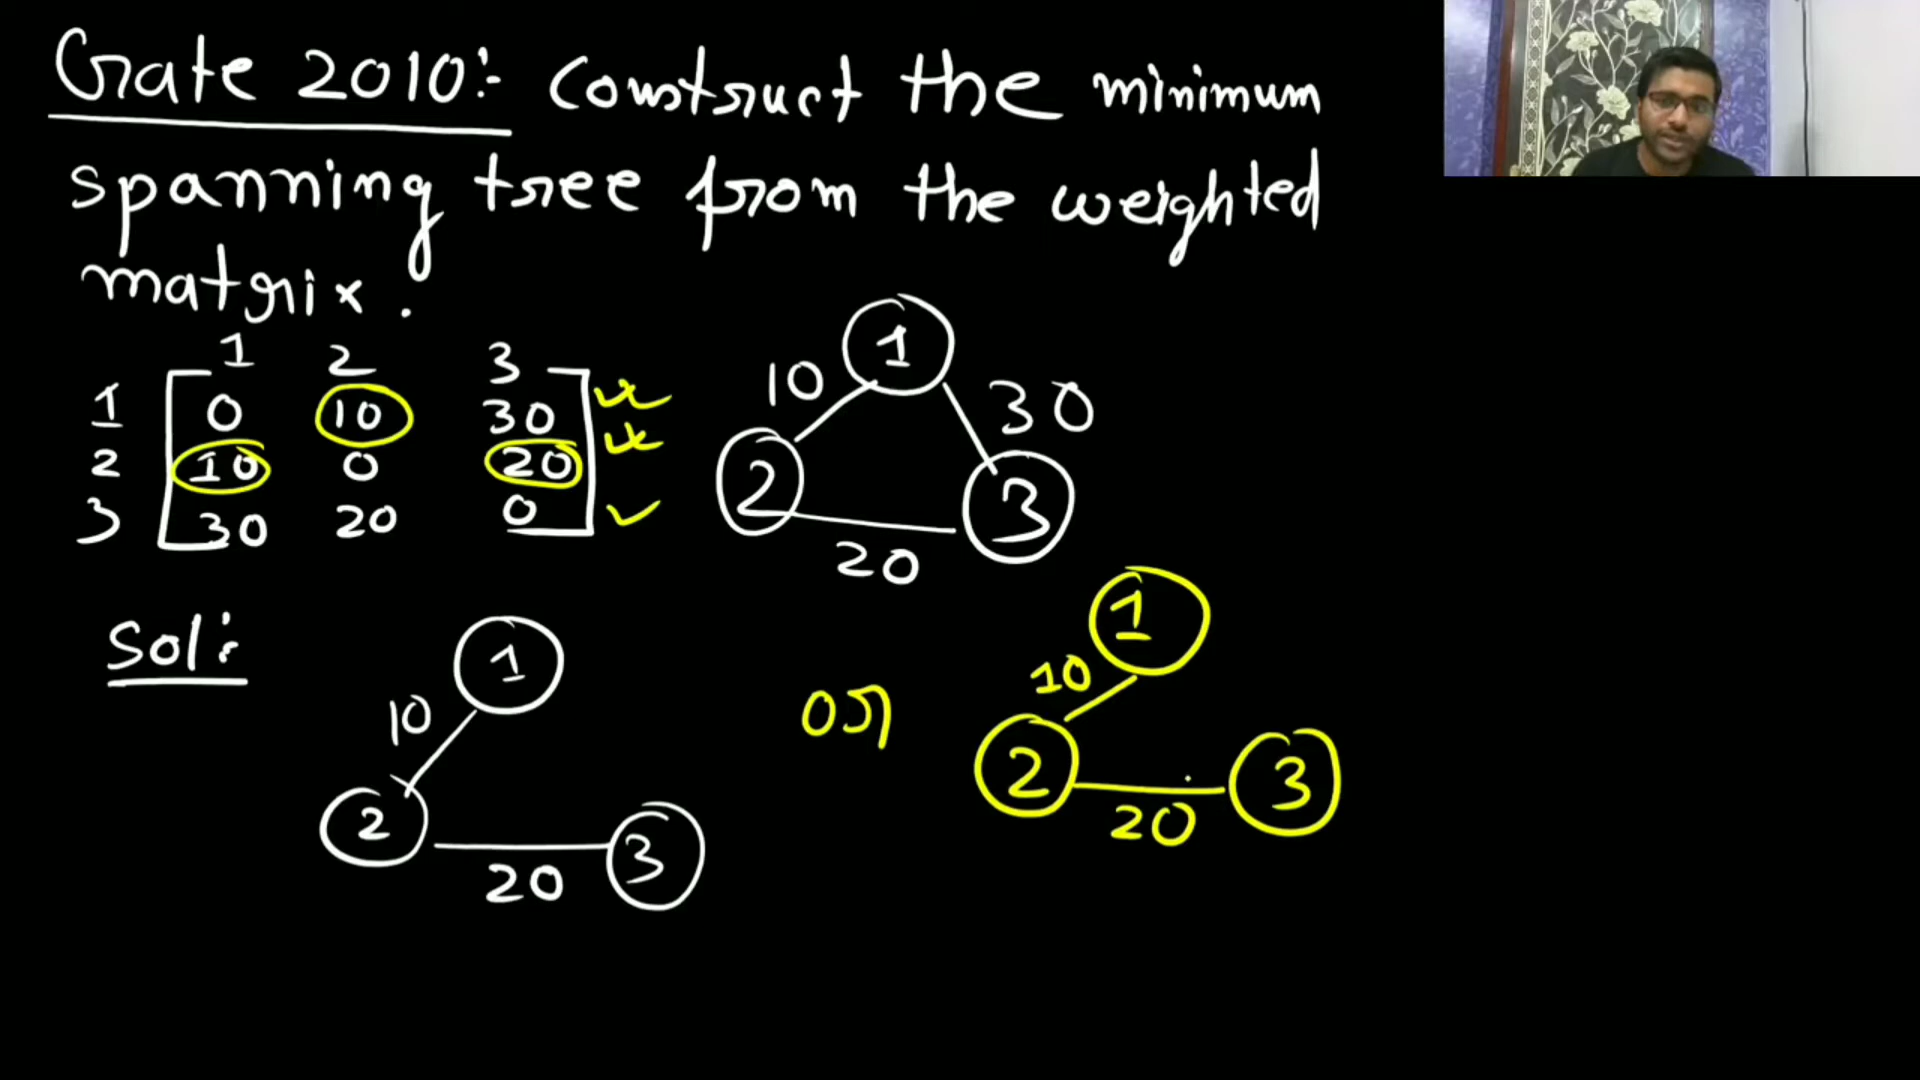 Gate 2010:- Construct the minimum
spanning tree from the weighted
matrix.
1 2 3
1 0 10 30
2 10 0 20
3 30 20 0
1
10 30
2 3
20
Sol:
1
10
2 3
20
or
1
10
2 3
20